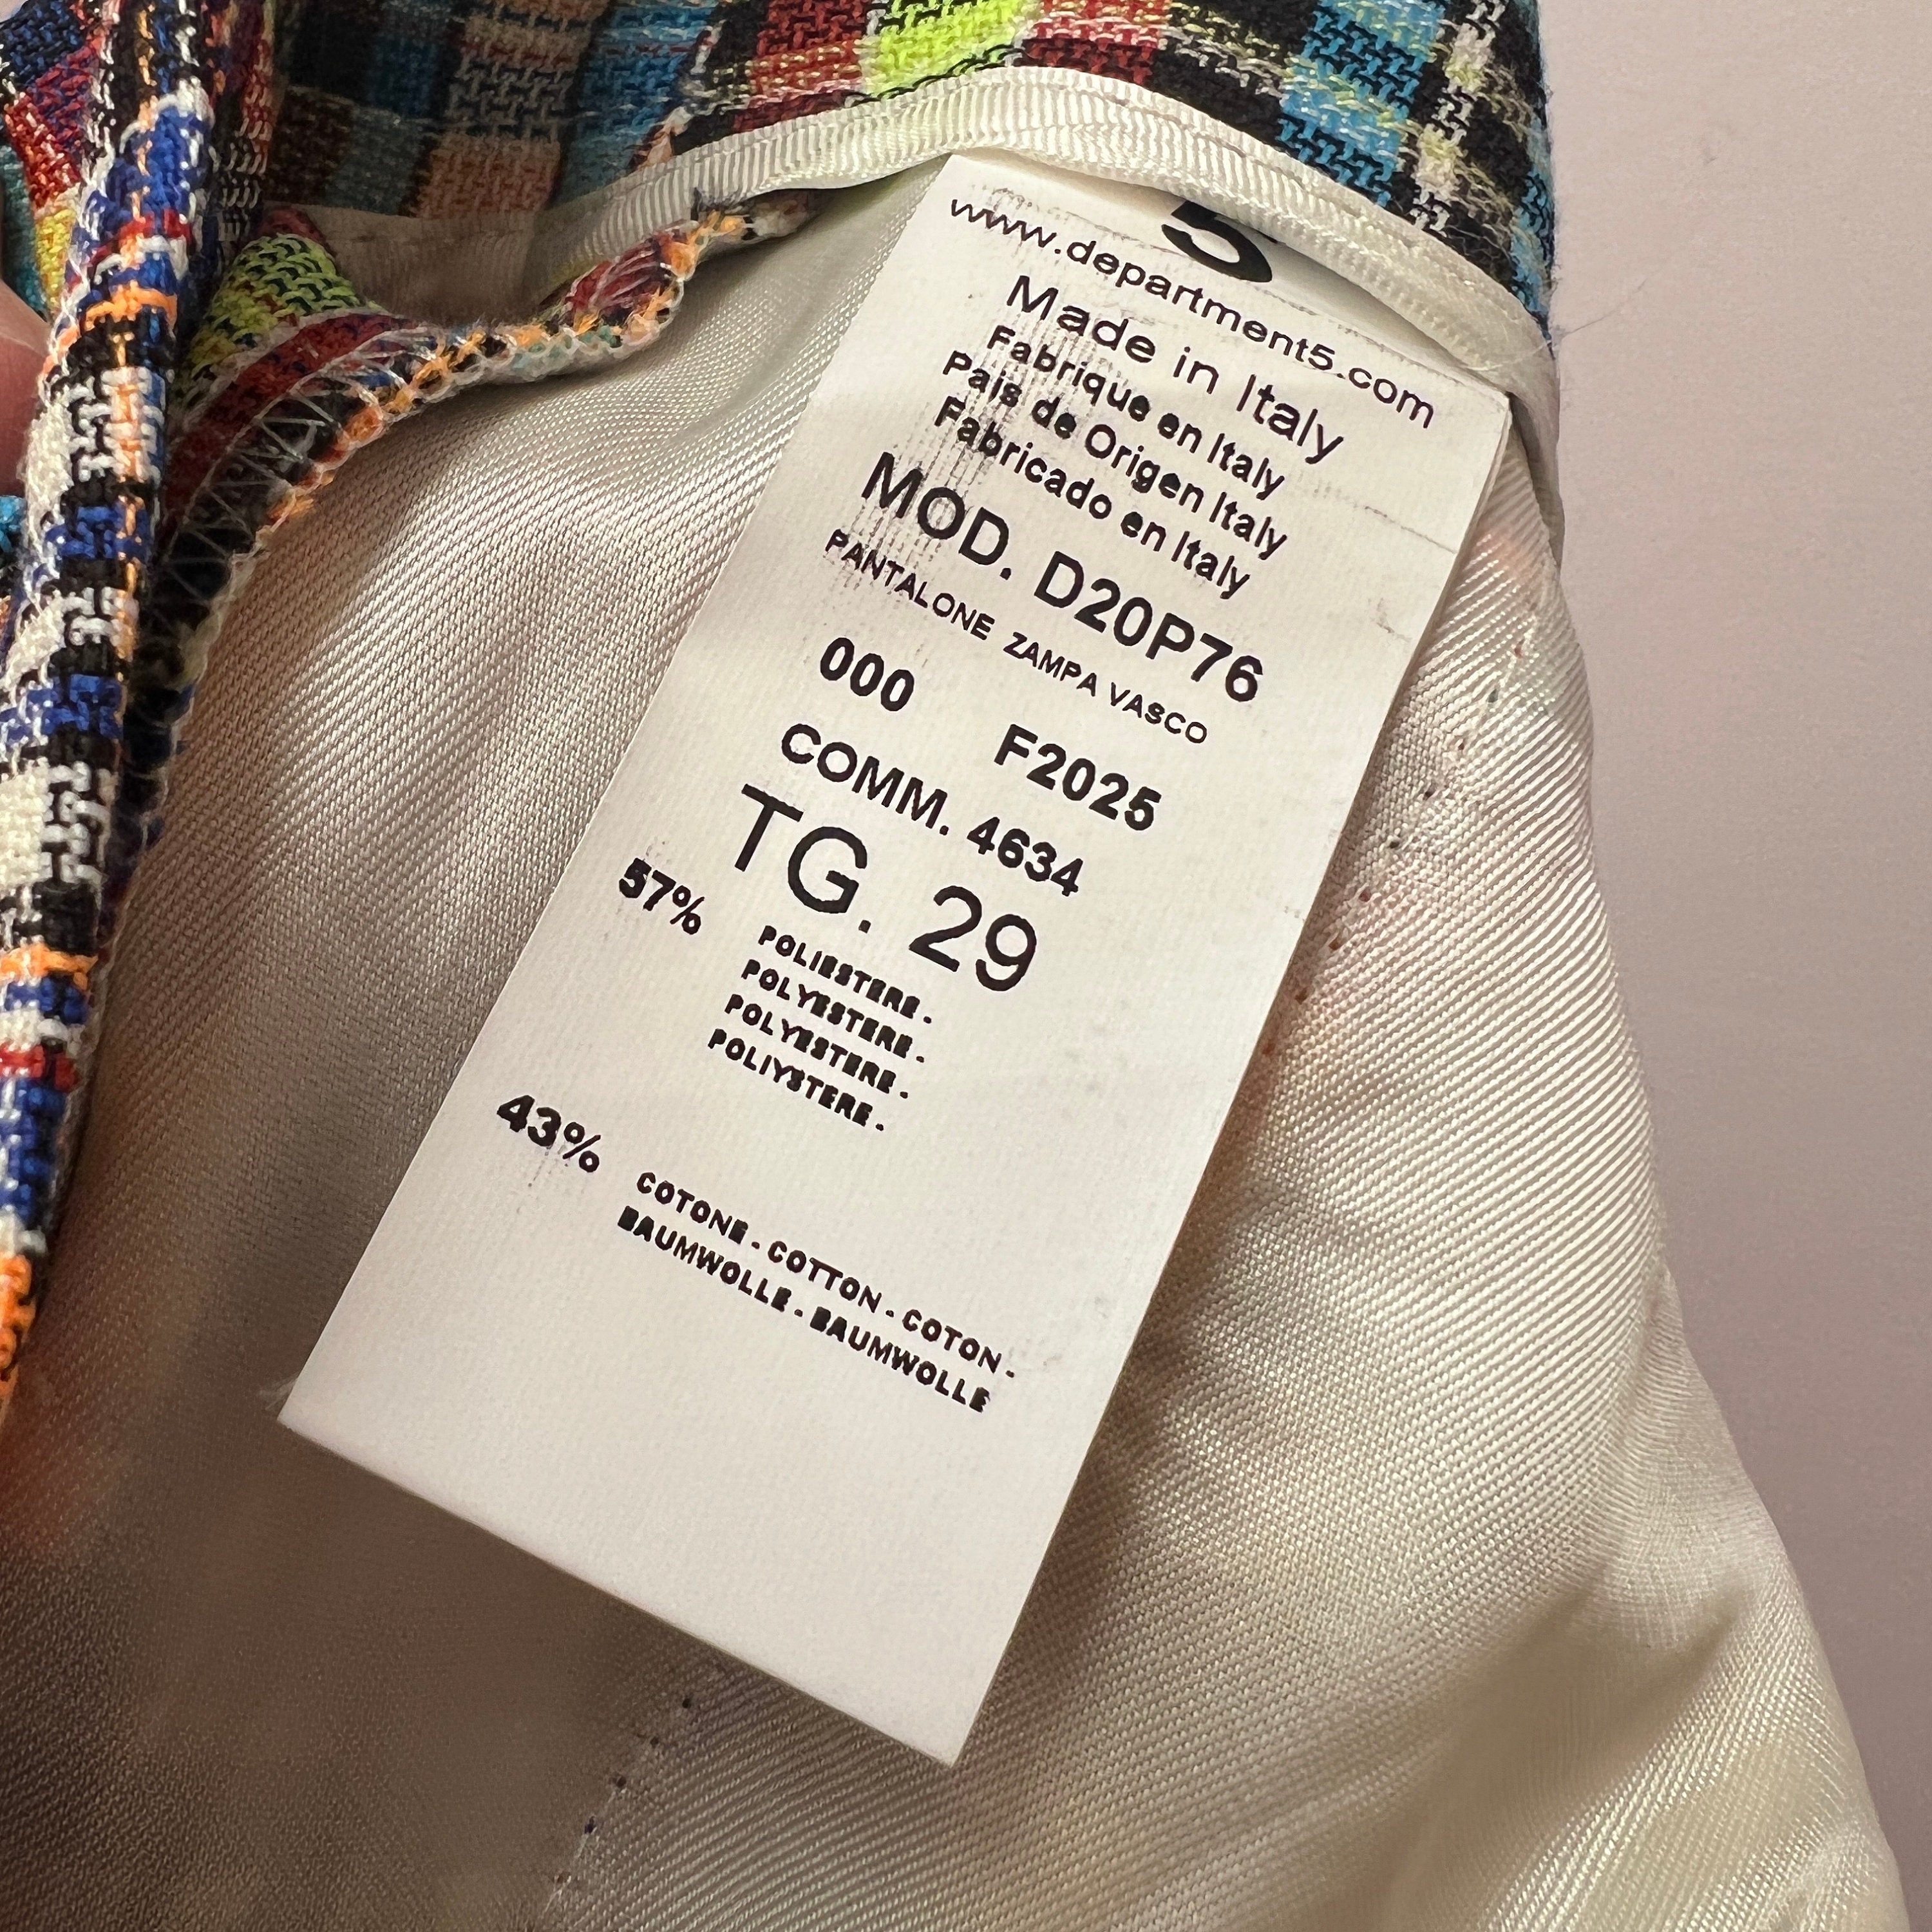 5
www.department5.com
Made in Italy
Fabrique en Italy
Pais de Origen Italy
Fabricado en Italy
MOD. D20P76
PANTALONE ZAMPA VASCO
000 F2025
COMM. 4634
TG. 29
57% POLIESTERE.
POLYESTERE.
POLYESTERE.
POLIYSTERE.
43% COTONE. COTTON. COTON.
BAUMWOLLE. BAUMWOLLE